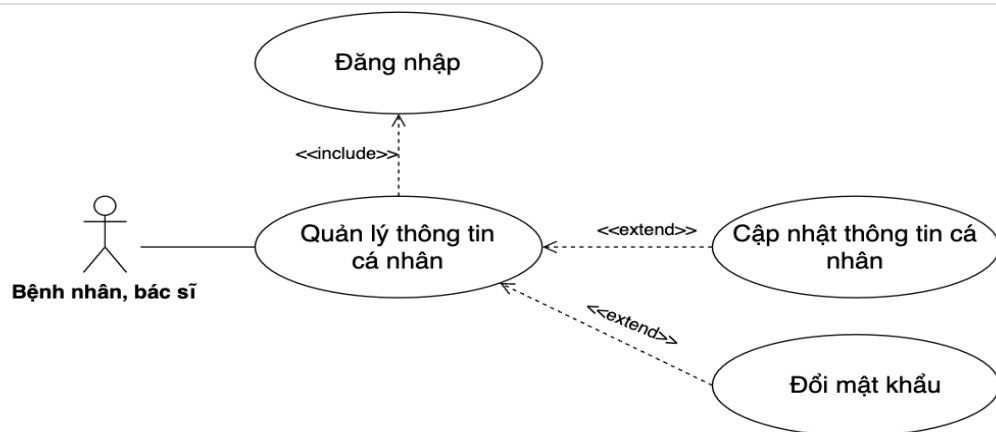 Đăng nhập
<<include>>
Quản lý thông tin
cá nhân
<<extend>>
Cập nhật thông tin cá
nhân
Bệnh nhân, bác sĩ
<<extend>>
Đổi mật khẩu